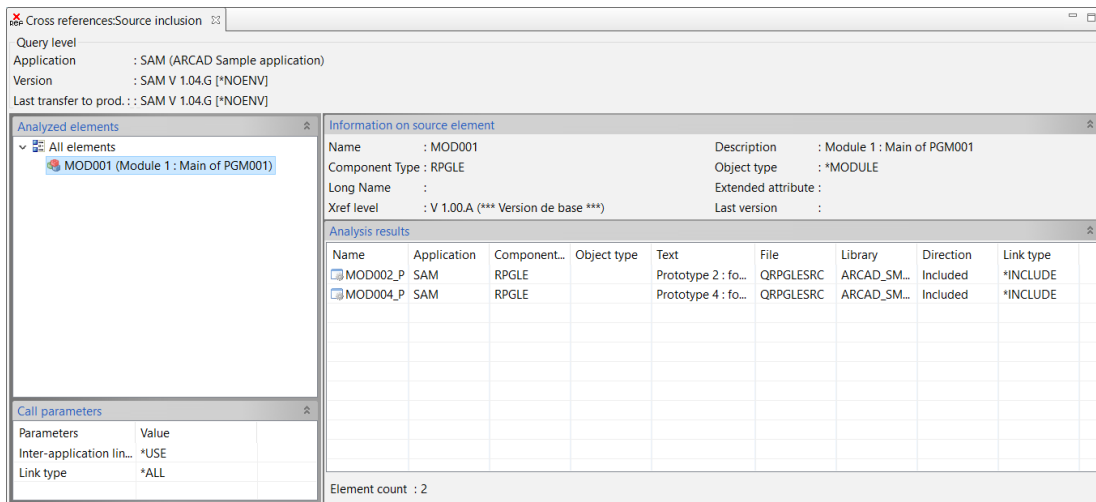 Cross references:Source inclusion
Query level
Application : SAM (ARCAD Sample application)
Version : SAM V 1.04.G [*NOENV]
Last transfer to prod. : : SAM V 1.04.G [*NOENV]
Analyzed elements
All elements
MOD001 (Module 1 : Main of PGM001)
Call parameters
Parameters Value
Inter-application lin... *USE
Link type *ALL
Information on source element
Name : MOD001 Description : Module 1 : Main of PGM001
Component Type : RPGLE Object type : *MODULE
Long Name : Extended attribute :
Xref level : V 1.00.A (*** Version de base ***) Last version :
Analysis results
Name Application Component... Object type Text File Library Direction Link type
MOD002_P SAM RPGLE Prototype 2 : fo... QRPGLESRC ARCAD_SM... Included *INCLUDE
MOD004_P SAM RPGLE Prototype 4 : fo... QRPGLESRC ARCAD_SM... Included *INCLUDE
Element count : 2